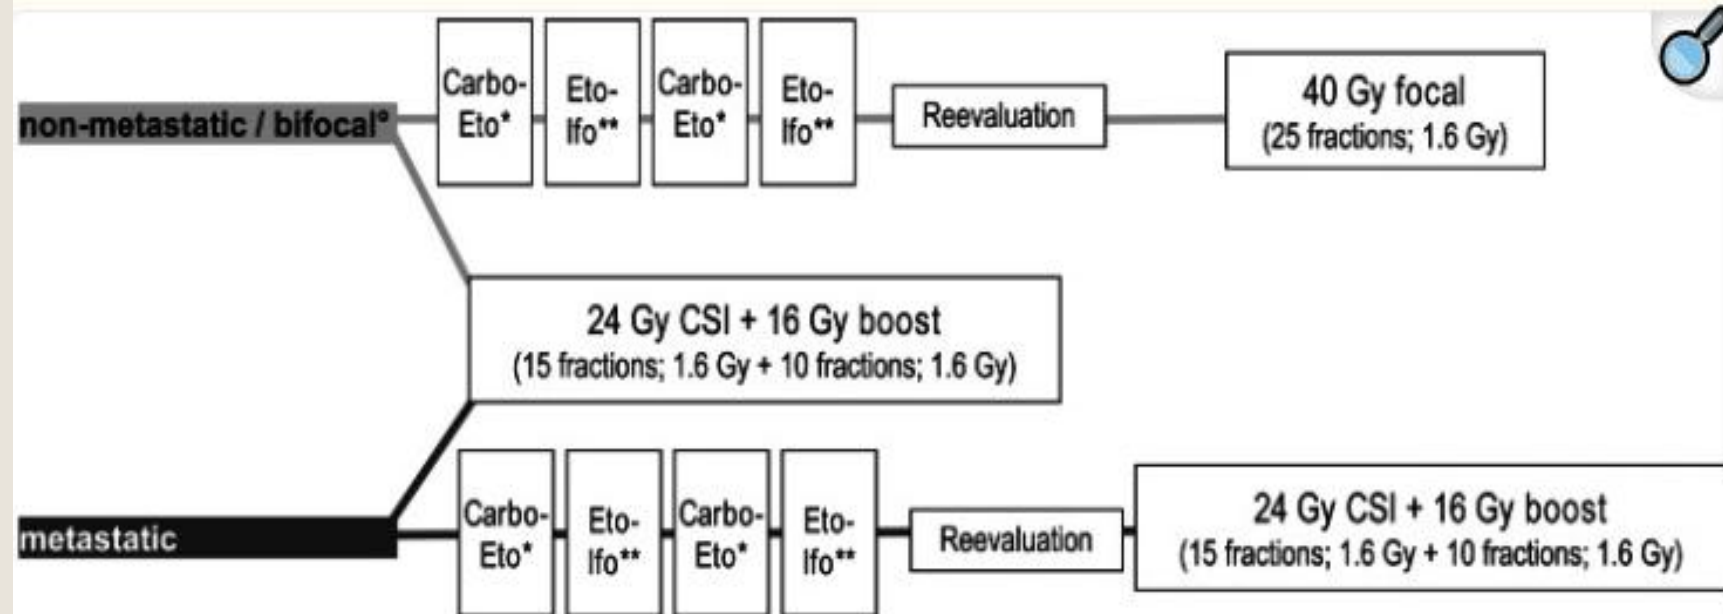 non-metastatic / bifocal°
Carbo-
Eto*
Eto-
Ifo**
Carbo-
Eto*
Eto-
Ifo**
Reevaluation
40 Gy focal
(25 fractions; 1.6 Gy)
24 Gy CSI + 16 Gy boost
(15 fractions; 1.6 Gy + 10 fractions; 1.6 Gy)
metastatic
Carbo-
Eto*
Eto-
Ifo**
Carbo-
Eto*
Eto-
Ifo**
Reevaluation
24 Gy CSI + 16 Gy boost
(15 fractions; 1.6 Gy + 10 fractions; 1.6 Gy)